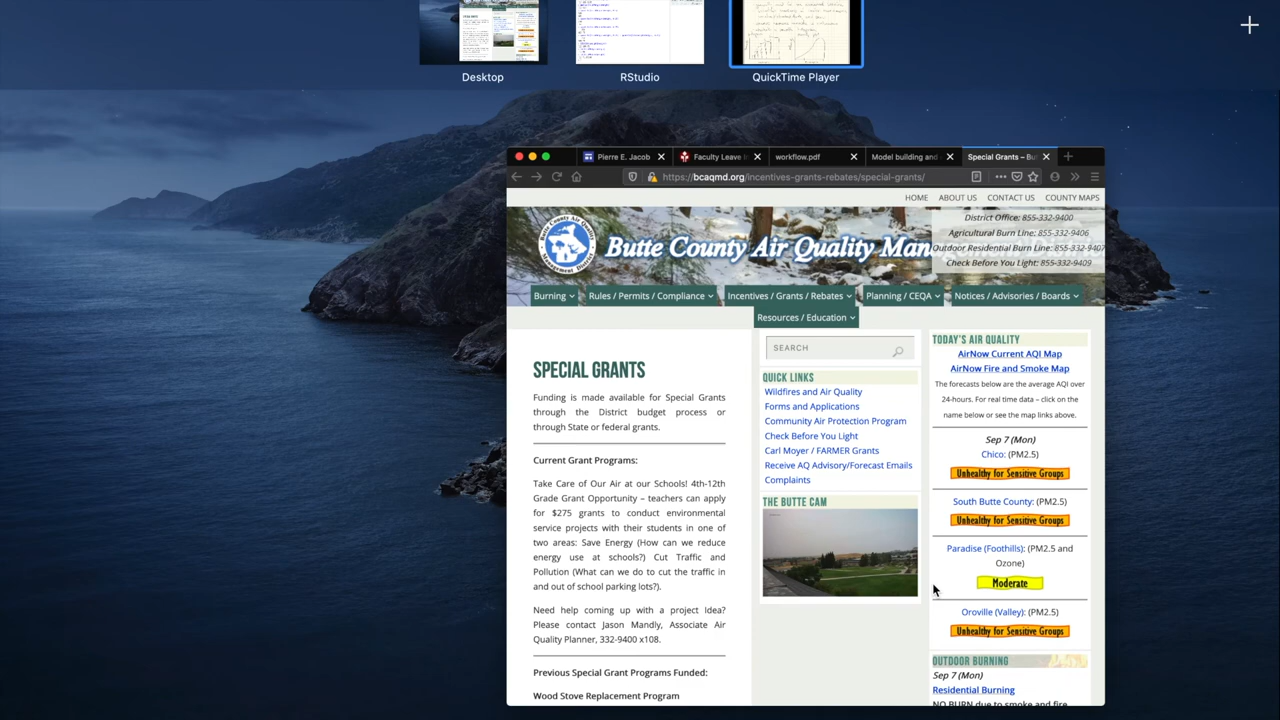 Desktop
RStudio
QuickTime Player
Pierre E. Jacob
Faculty Leave
workflow.pdf
Model building and
Special Grants – Bu
https://bcaqmd.org/incentives-grants-rebates/special-grants/
HOME ABOUT US CONTACT US COUNTY MAPS
Butte County Air Quality
District Office: 855-332-9400
Agricultural Burn Line: 855-332-9406
Outdoor Residential Burn Line: 855-332-9407
Check Before You Light: 855-332-9409
Burning
Rules / Permits / Compliance
Incentives / Grants / Rebates
Planning / CEQA
Notices / Advisories / Boards
Resources / Education
SPECIAL GRANTS
Funding is made available for Special Grants
through the District budget process or
through State or federal grants.
Current Grant Programs:
Take Care of Our Air at our Schools! 4th-12th
Grade Grant Opportunity – teachers can apply
for $275 grants to conduct environmental
service projects with their students in one of
two areas: Save Energy (How can we reduce
energy use at schools?) Cut Traffic and
Pollution (What can we do to cut the traffic in
and out of school parking lots?).
Need help coming up with a project Idea?
Please contact Jason Mandly, Associate Air
Quality Planner, 332-9400 x108.
Previous Special Grant Programs Funded:
Wood Stove Replacement Program
SEARCH
QUICK LINKS
Wildfires and Air Quality
Forms and Applications
Community Air Protection Program
Check Before You Light
Carl Moyer / FARMER Grants
Receive AQ Advisory/Forecast Emails
Complaints
THE BUTTE CAM
TODAY'S AIR QUALITY
AirNow Current AQI Map
AirNow Fire and Smoke Map
The forecasts below are the average AQI over
24-hours. For real time data – click on the
name below or see the map links above.
Sep 7 (Mon)
Chico: (PM2.5)
Unhealthy for Sensitive Groups
South Butte County: (PM2.5)
Unhealthy for Sensitive Groups
Paradise (Foothills): (PM2.5 and
Ozone)
Moderate
Oroville (Valley): (PM2.5)
Unhealthy for Sensitive Groups
OUTDOOR BURNING
Sep 7 (Mon)
Residential Burning
NO BURN due to smoke and fire